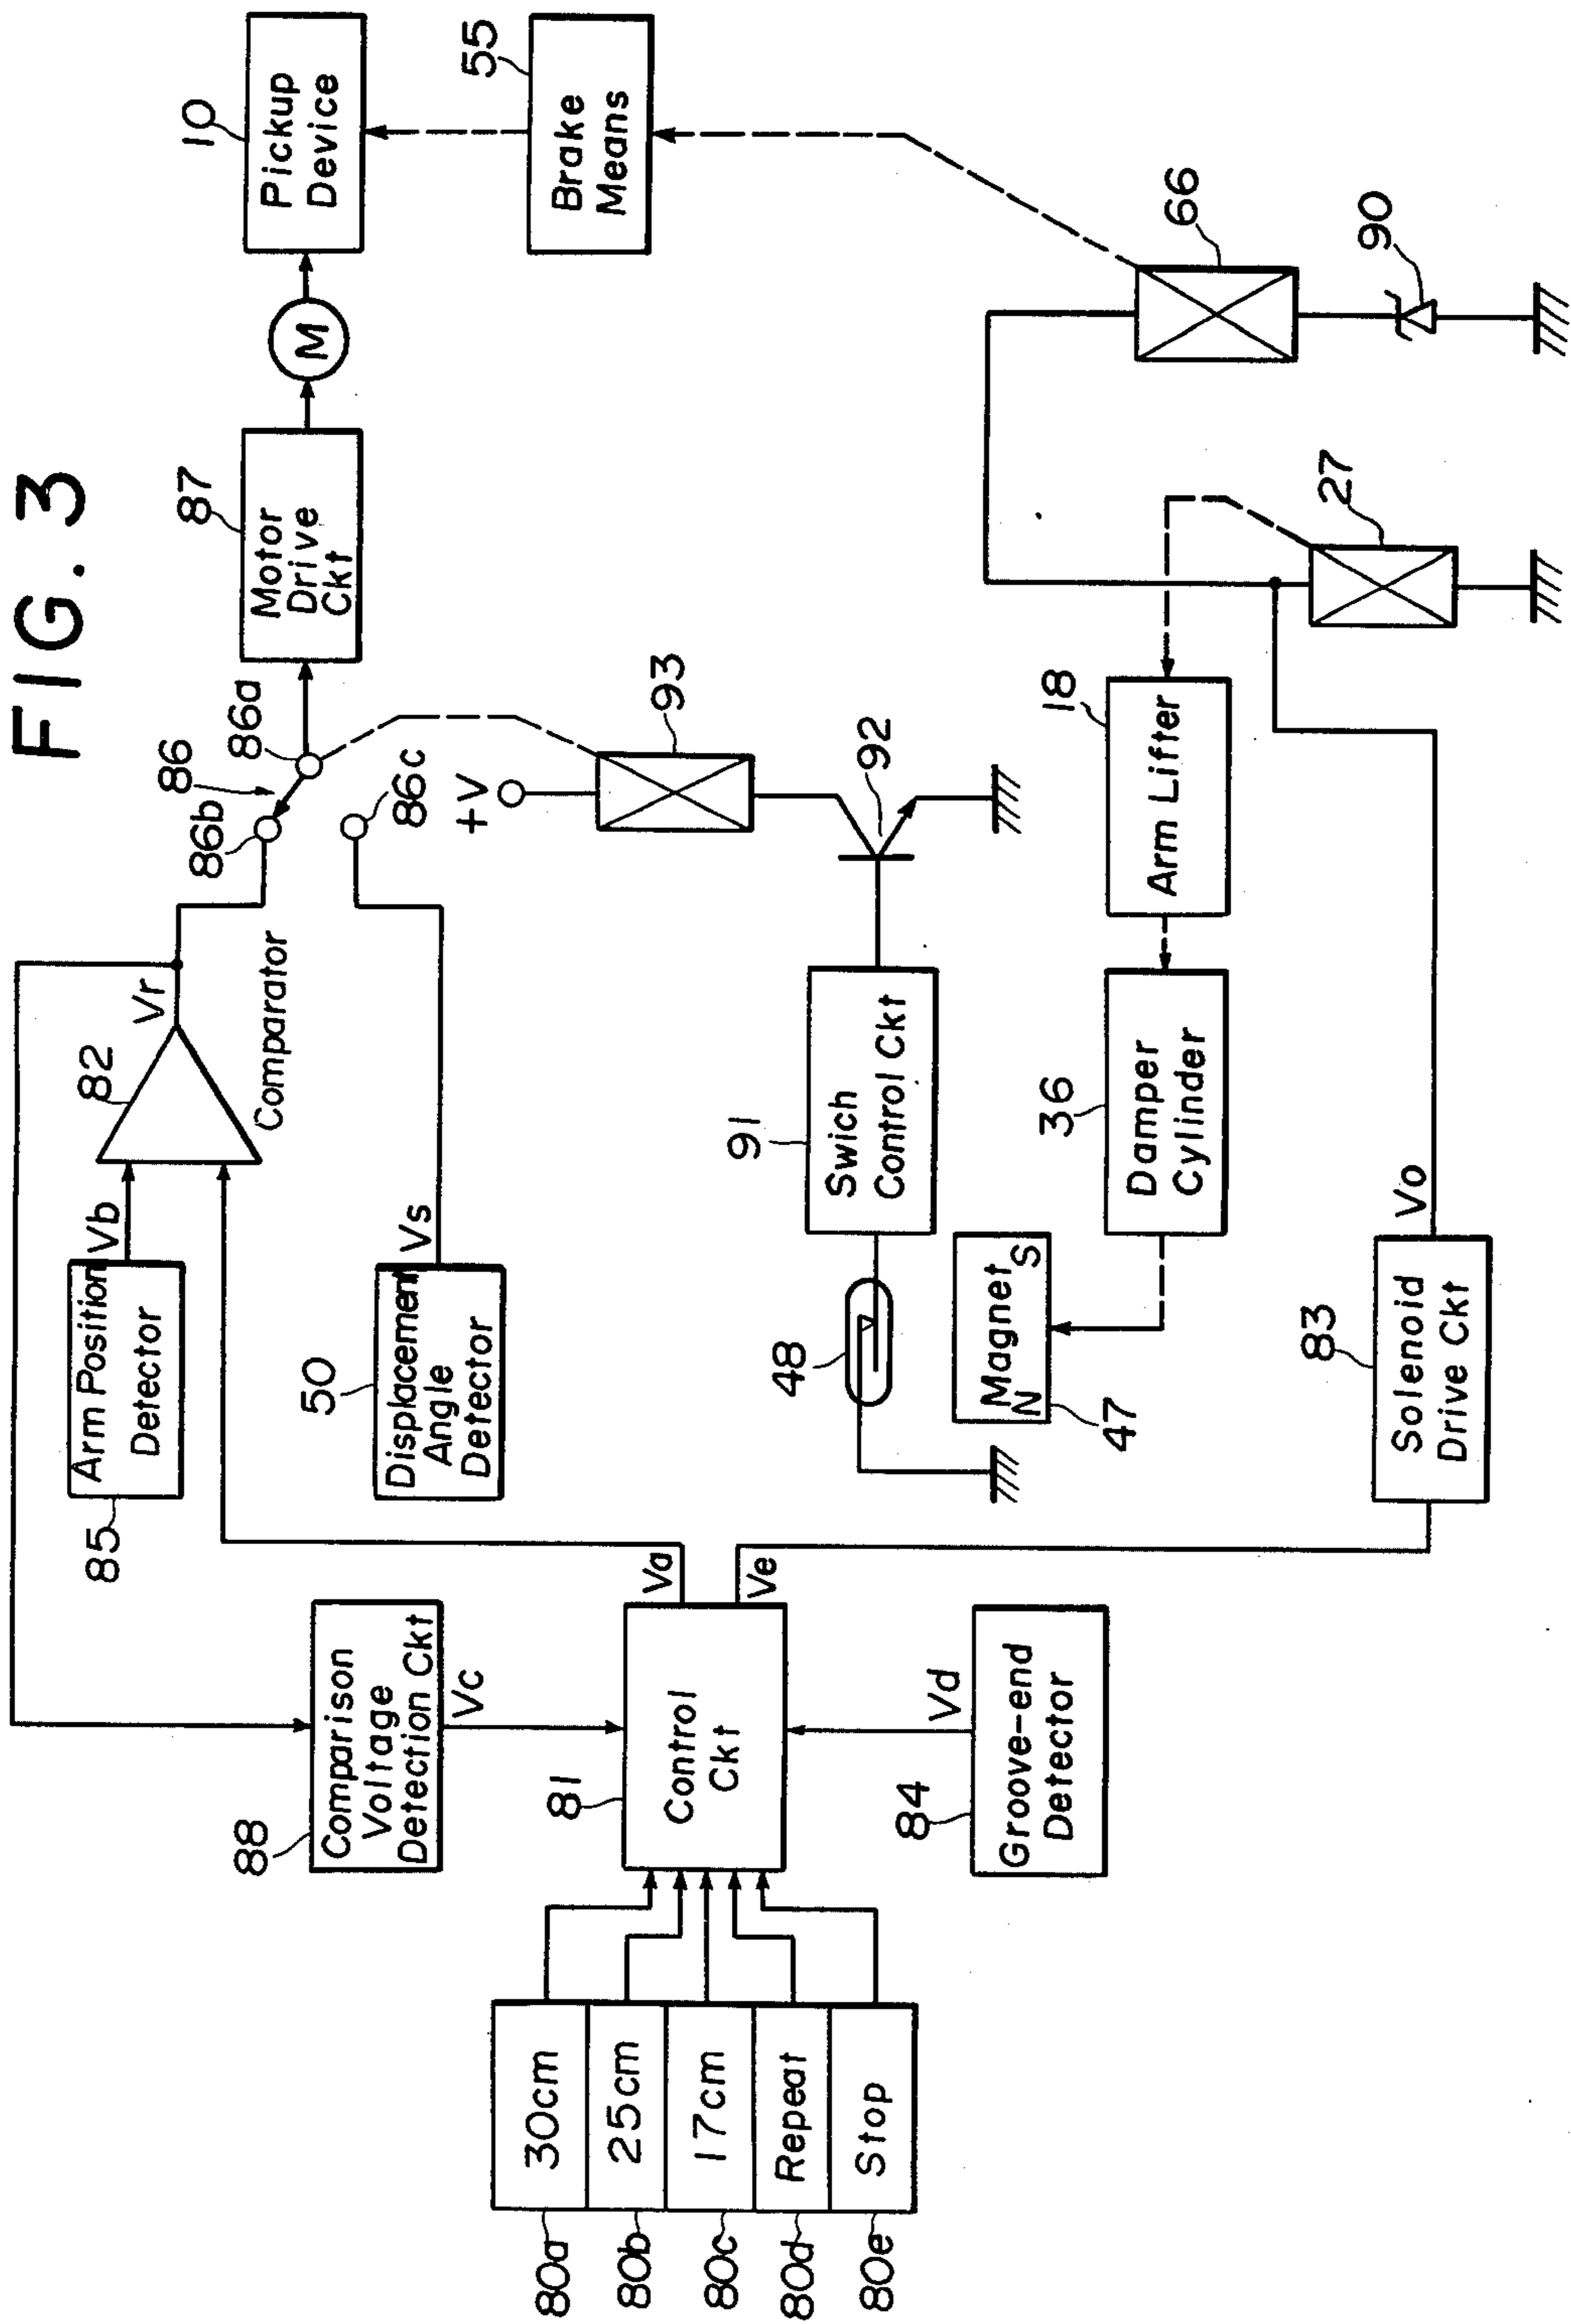 FIG. 3
80a
30cm
80b
25cm
80c
17cm
80d
Repeat
80e
Stop
88
Comparison
Voltage
Detection Ckt
Vc
81
Control
Ckt
Va
Ve
Vd
84
Groove-end
Detector
85
Arm Position
Detector
Vb
82
Comparator
Vr
50
Displacement
Angle
Detector
Vs
86
86a
86b
86c
87
Motor
Drive
Ckt
M
10
Pickup
Device
55
Brake
Means
48
91
Swich
Control Ckt
92
93
+V
47
Magnet
N
S
36
Damper
Cylinder
18
Arm Lifter
83
Solenoid
Drive Ckt
Vo
27
66
90